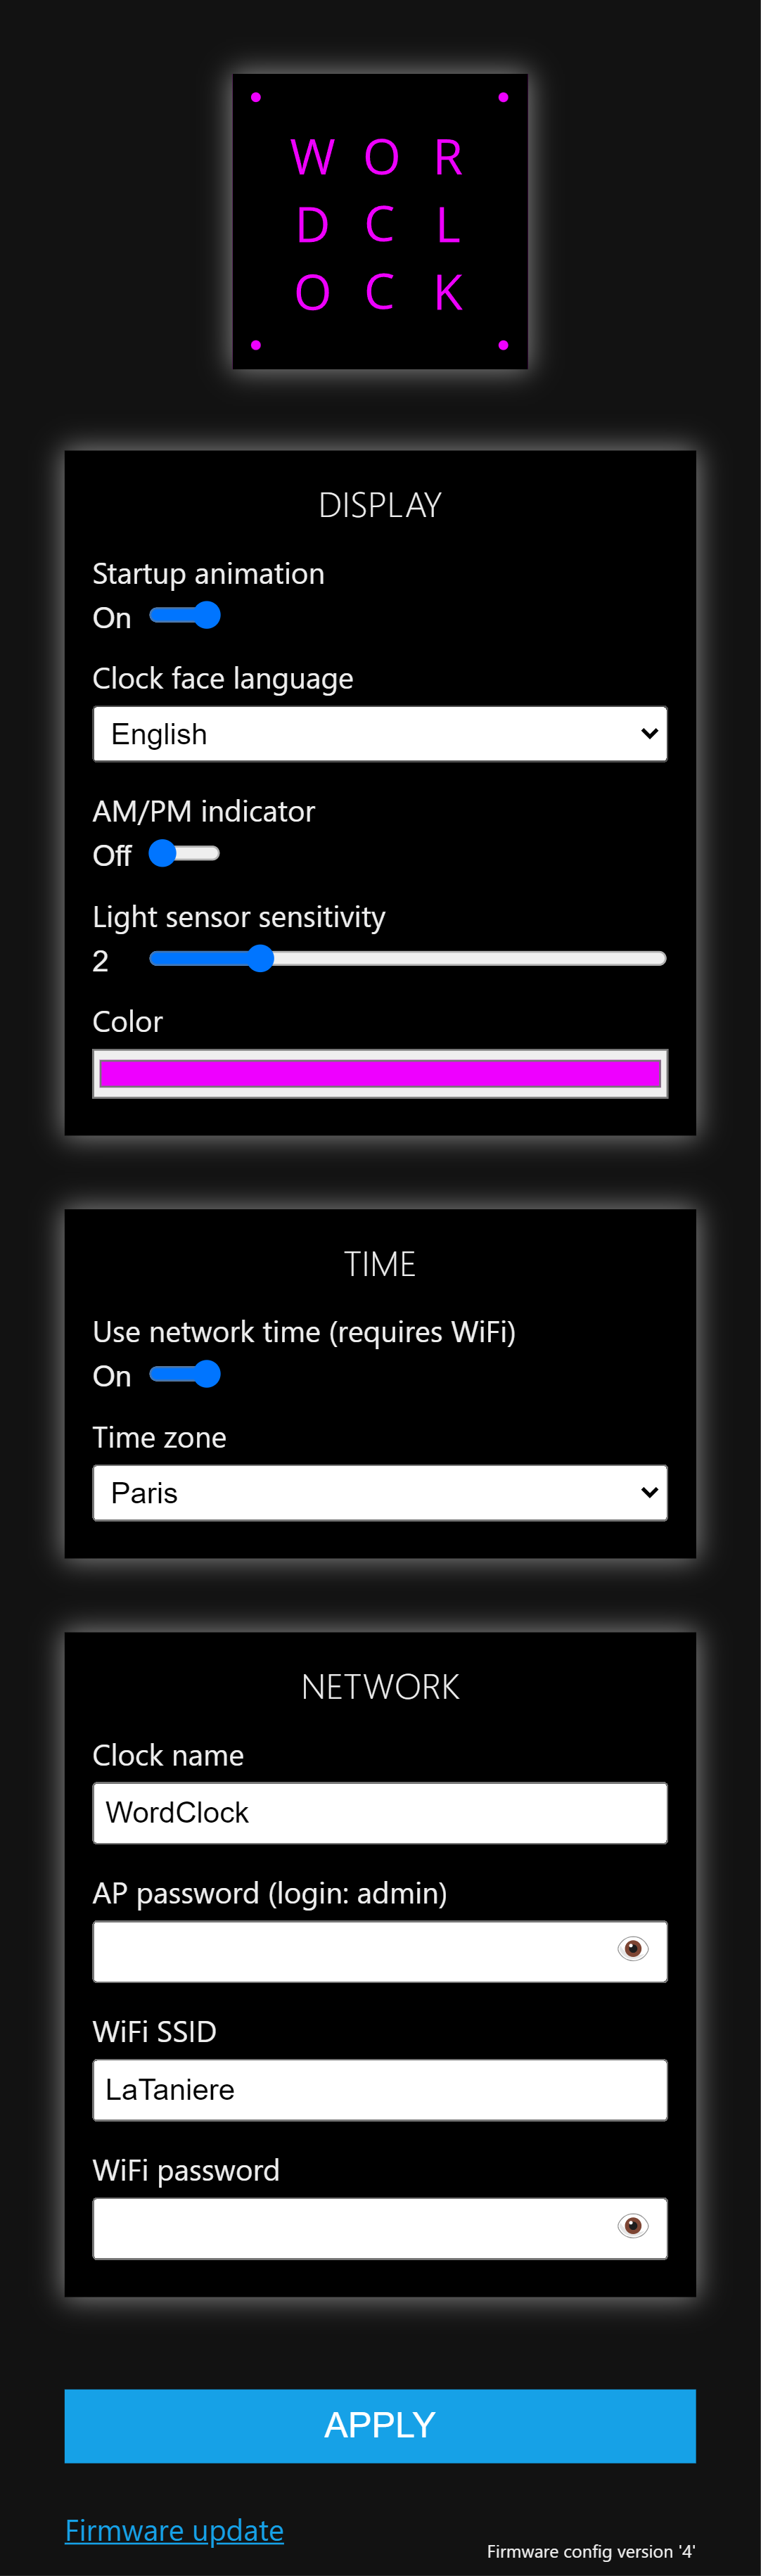 W O R
D C L
O C K
DISPLAY
Startup animation
On
Clock face language
English
AM/PM indicator
Off
Light sensor sensitivity
2
Color
TIME
Use network time (requires WiFi)
On
Time zone
Paris
NETWORK
Clock name
WordClock
AP password (login: admin)
WiFi SSID
LaTaniere
WiFi password
APPLY
Firmware update
Firmware config version '4'